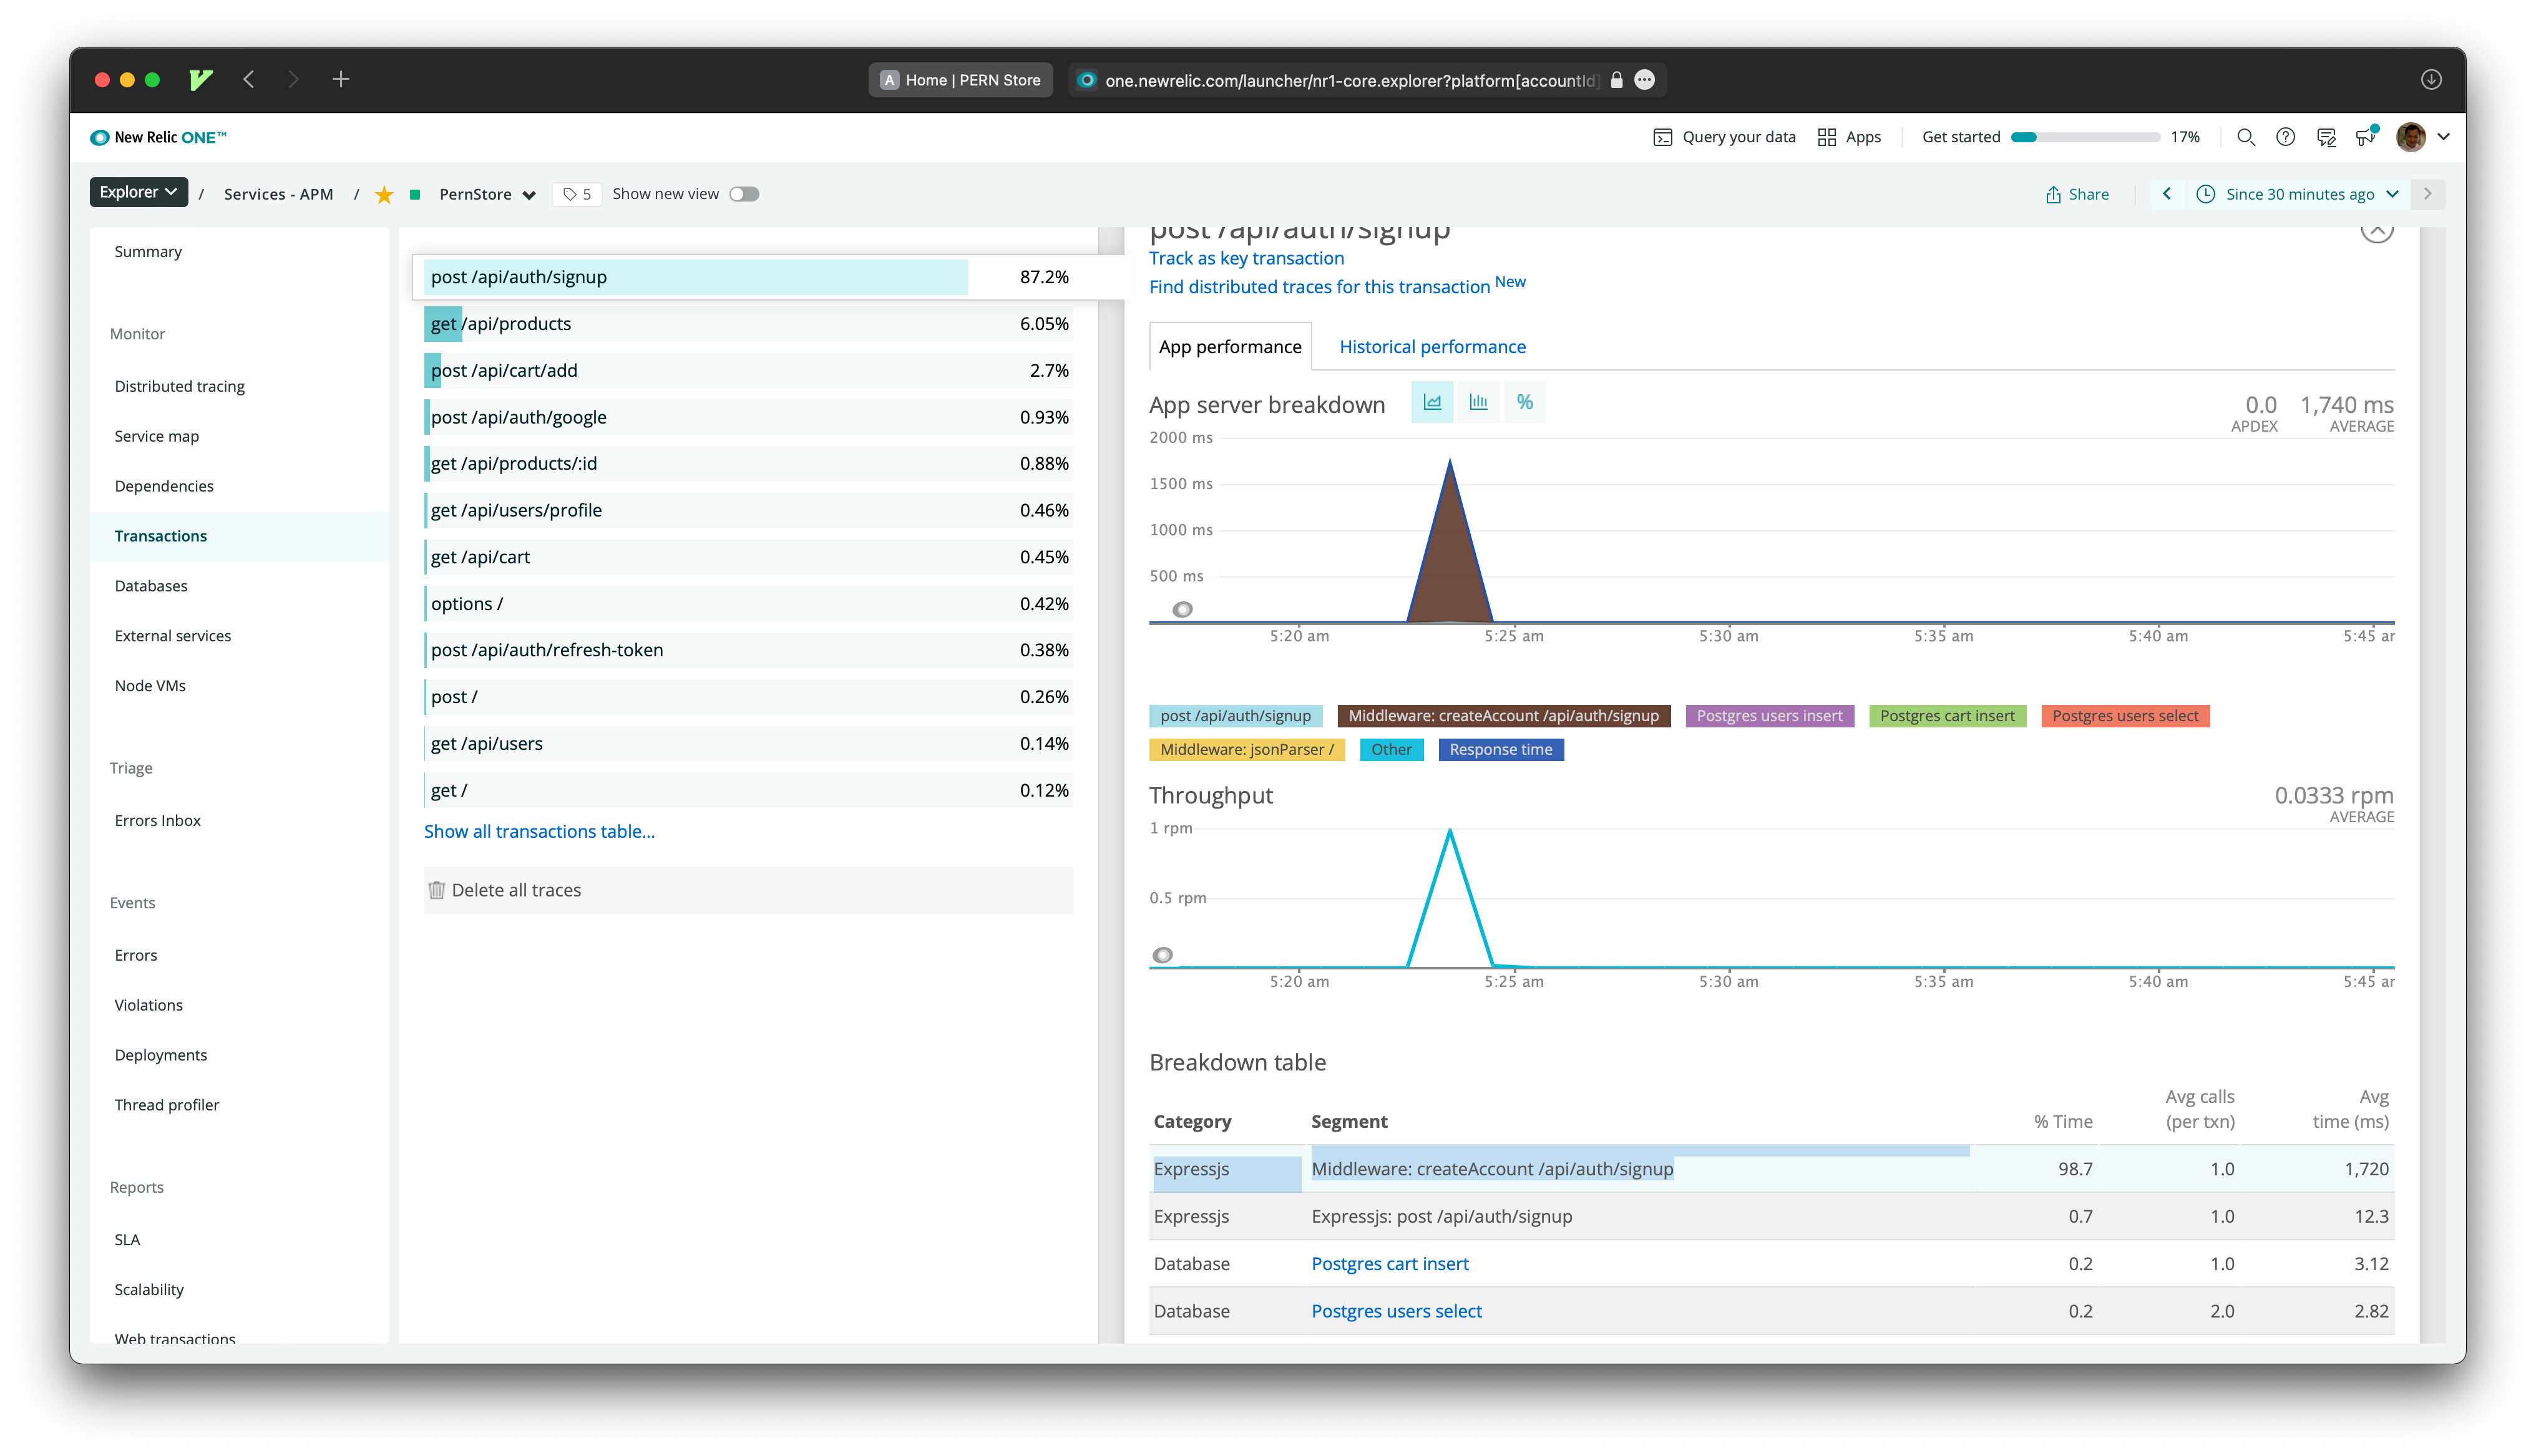 A Home | PERN Store
one.newrelic.com/launcher/nr1-core.explorer?platform[accountId]
New Relic ONE™
Query your data
Apps
Get started
17%
Explorer / Services - APM / PernStore
5
Show new view
Share
Since 30 minutes ago
Summary
Monitor
Distributed tracing
Service map
Dependencies
Transactions
Databases
External services
Node VMs
Triage
Errors Inbox
Events
Errors
Violations
Deployments
Thread profiler
Reports
SLA
Scalability
Web transactions
post /api/auth/signup 87.2%
get /api/products 6.05%
post /api/cart/add 2.7%
post /api/auth/google 0.93%
get /api/products/:id 0.88%
get /api/users/profile 0.46%
get /api/cart 0.45%
options / 0.42%
post /api/auth/refresh-token 0.38%
post / 0.26%
get /api/users 0.14%
get / 0.12%
Show all transactions table...
Delete all traces
post /api/auth/signup
Track as key transaction
Find distributed traces for this transaction New
App performance
Historical performance
App server breakdown
%
0.0 1,740 ms
APDEX AVERAGE
2000 ms
1500 ms
1000 ms
500 ms
5:20 am 5:25 am 5:30 am 5:35 am 5:40 am 5:45 ar
post /api/auth/signup Middleware: createAccount /api/auth/signup Postgres users insert Postgres cart insert Postgres users select
Middleware: jsonParser / Other Response time
Throughput
0.0333 rpm
AVERAGE
1 rpm
0.5 rpm
5:20 am 5:25 am 5:30 am 5:35 am 5:40 am 5:45 ar
Breakdown table
Category Segment % Time Avg calls (per txn) Avg time (ms)
Expressjs Middleware: createAccount /api/auth/signup 98.7 1.0 1,720
Expressjs Expressjs: post /api/auth/signup 0.7 1.0 12.3
Database Postgres cart insert 0.2 1.0 3.12
Database Postgres users select 0.2 2.0 2.82